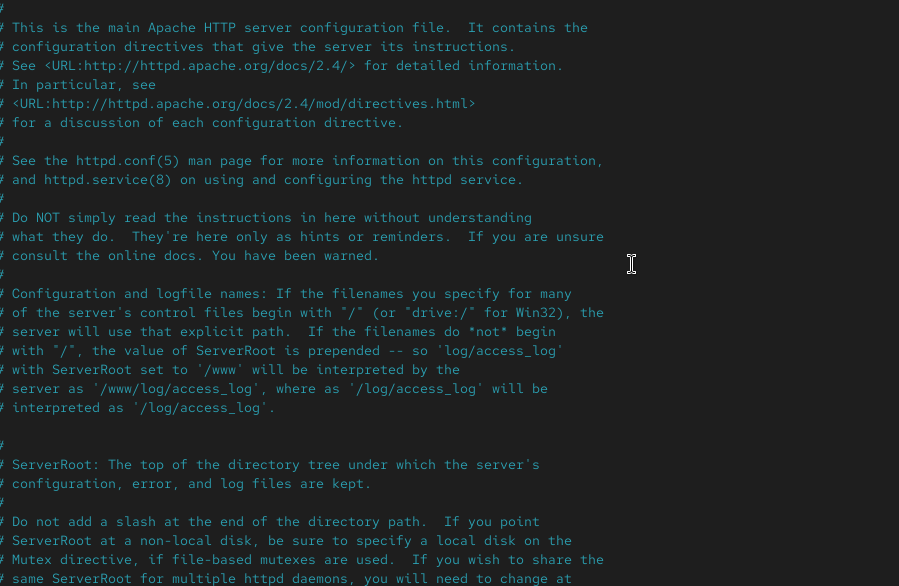 #
# This is the main Apache HTTP server configuration file.  It contains the
# configuration directives that give the server its instructions.
# See <URL:http://httpd.apache.org/docs/2.4/> for detailed information.
# In particular, see
# <URL:http://httpd.apache.org/docs/2.4/mod/directives.html>
# for a discussion of each configuration directive.
#
# See the httpd.conf(5) man page for more information on this configuration,
# and httpd.service(8) on using and configuring the httpd service.
#
# Do NOT simply read the instructions in here without understanding
# what they do.  They're here only as hints or reminders.  If you are unsure
# consult the online docs. You have been warned.
#
# Configuration and logfile names: If the filenames you specify for many
# of the server's control files begin with "/" (or "drive:/" for Win32), the
# server will use that explicit path.  If the filenames do *not* begin
# with "/", the value of ServerRoot is prepended -- so 'log/access_log'
# with ServerRoot set to '/www' will be interpreted by the
# server as '/www/log/access_log', where as '/log/access_log' will be
# interpreted as '/log/access_log'.

#
# ServerRoot: The top of the directory tree under which the server's
# configuration, error, and log files are kept.
#
# Do not add a slash at the end of the directory path.  If you point
# ServerRoot at a non-local disk, be sure to specify a local disk on the
# Mutex directive, if file-based mutexes are used.  If you wish to share the
# same ServerRoot for multiple httpd daemons, you will need to change at